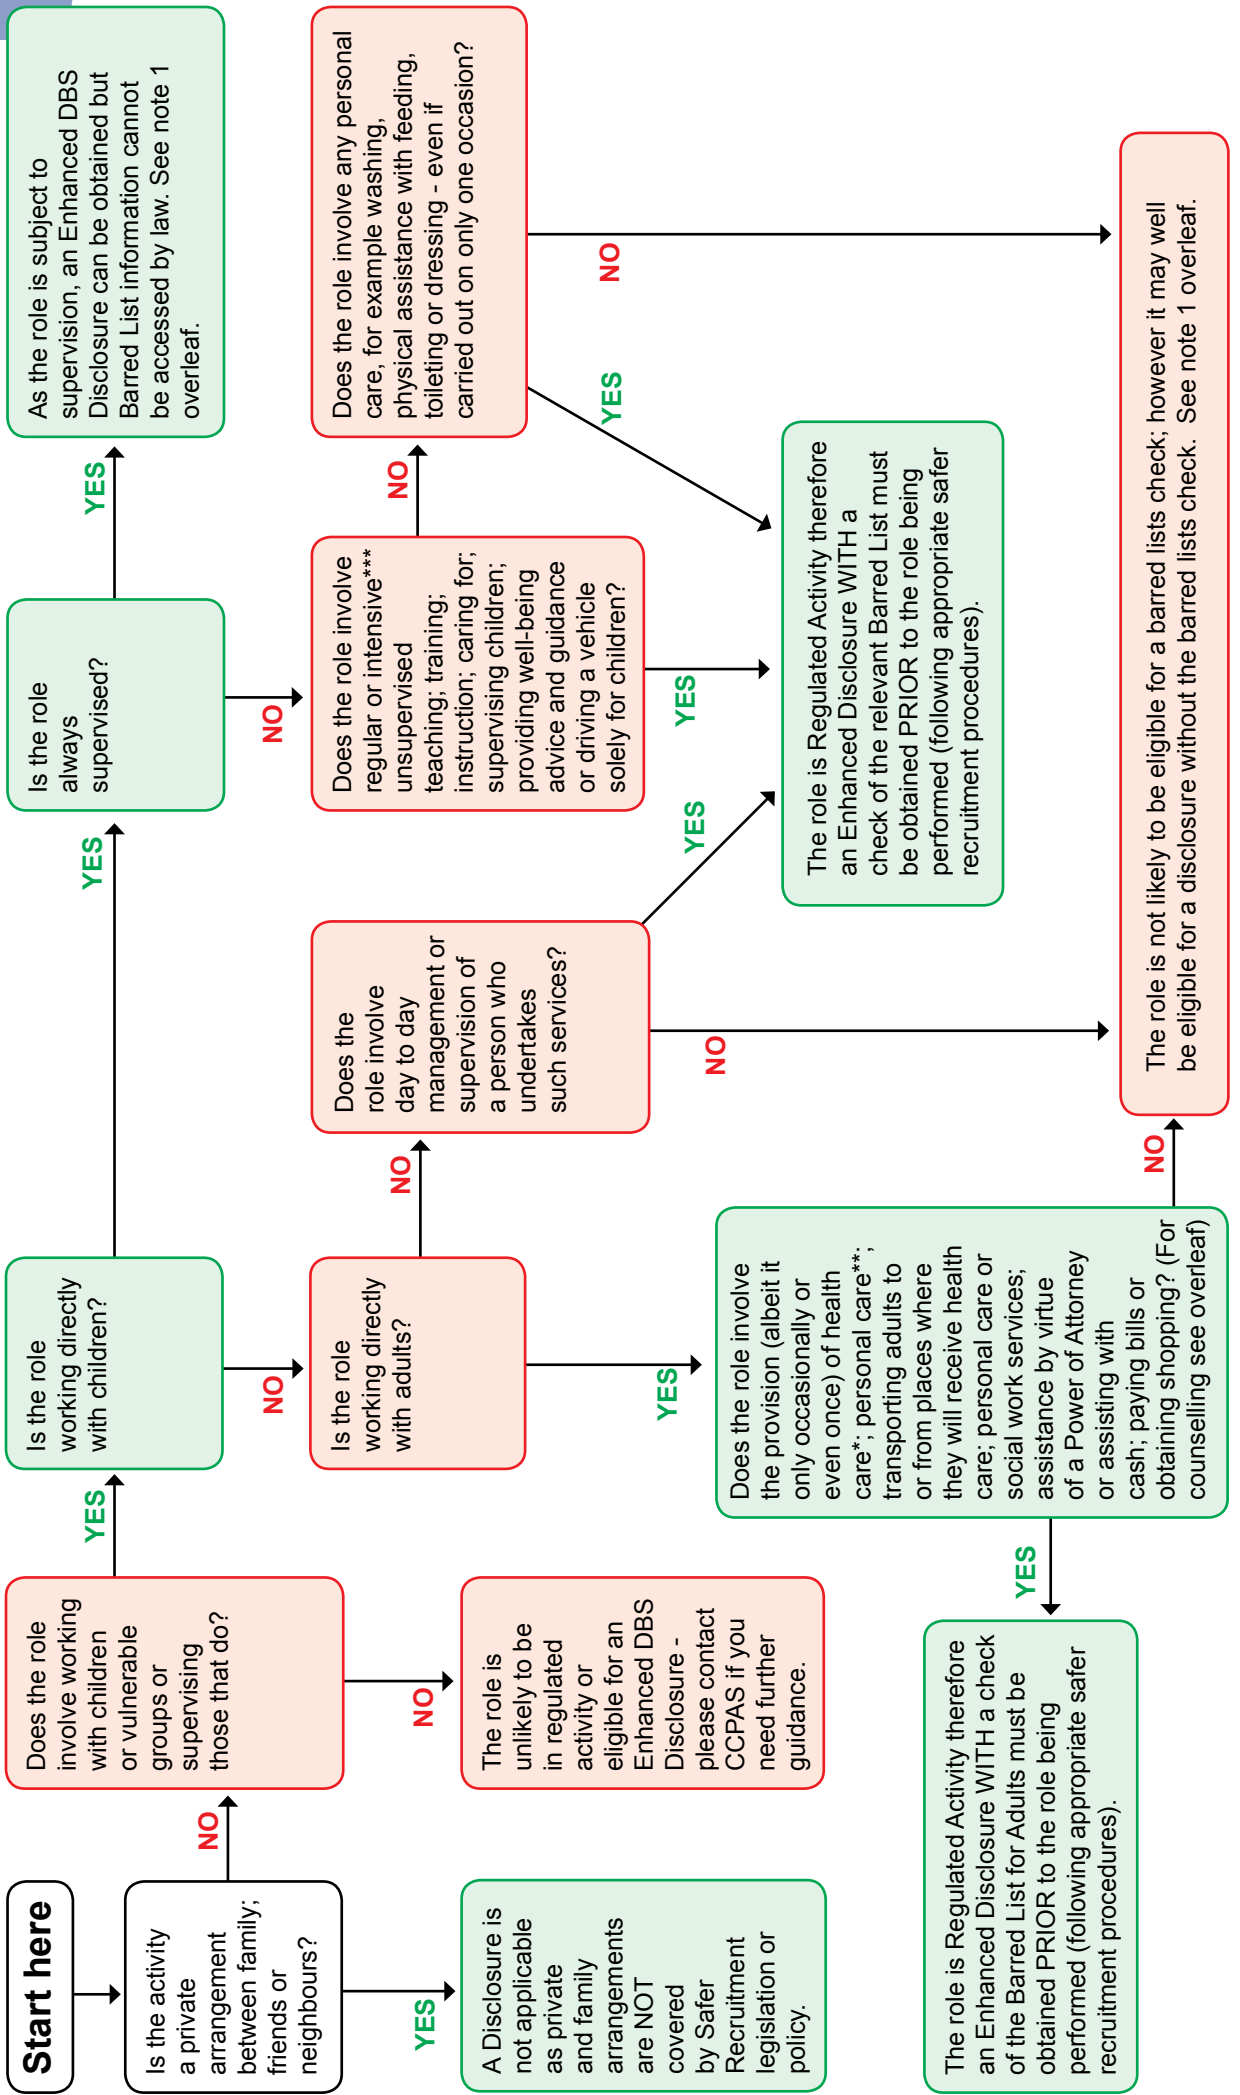 Start here
Is the activity
a private
arrangement
between family;
friends or
neighbours?
YES
A Disclosure is
not applicable
as private
and family
arrangements
are NOT
covered
by Safer
Recruitment
legislation or
policy.
NO
Does the role
involve working
with children
or vulnerable
groups or
supervising
those that do?
NO
The role is
unlikely to be
in regulated
activity or
eligible for an
Enhanced DBS
Disclosure -
please contact
CCPAS if you
need further
guidance.
YES
Is the role
working directly
with children?
YES
Is the role
always
supervised?
YES
As the role is subject to
supervision, an Enhanced DBS
Disclosure can be obtained but
Barred List information cannot
be accessed by law. See note 1
overleaf.
NO
Is the role
working directly
with adults?
NO
Does the
role involve
day to day
management or
supervision of
a person who
undertakes
such services?
NO
YES
NO
Does the role involve
regular or intensive***
unsupervised
teaching; training;
instruction; caring for;
supervising children;
providing well-being
advice and guidance
or driving a vehicle
solely for children?
YES
NO
Does the role involve any personal
care, for example washing,
physical assistance with feeding,
toileting or dressing - even if
carried out on only one occasion?
YES
NO
YES
Does the role involve
the provision (albeit it
only occasionally or
even once) of health
care*; personal care**;
transporting adults to
or from places where
they will receive health
care; personal care or
social work services;
assistance by virtue
of a Power of Attorney
or assisting with
cash; paying bills or
obtaining shopping? (For
counselling see overleaf)
YES
The role is Regulated Activity therefore
an Enhanced Disclosure WITH a check
of the Barred List for Adults must be
obtained PRIOR to the role being
performed (following appropriate safer
recruitment procedures).
NO
The role is Regulated Activity therefore
an Enhanced Disclosure WITH a
check of the relevant Barred List must
be obtained PRIOR to the role being
performed (following appropriate safer
recruitment procedures).
The role is not likely to be eligible for a barred lists check; however it may well
be eligible for a disclosure without the barred lists check.  See note 1 overleaf.